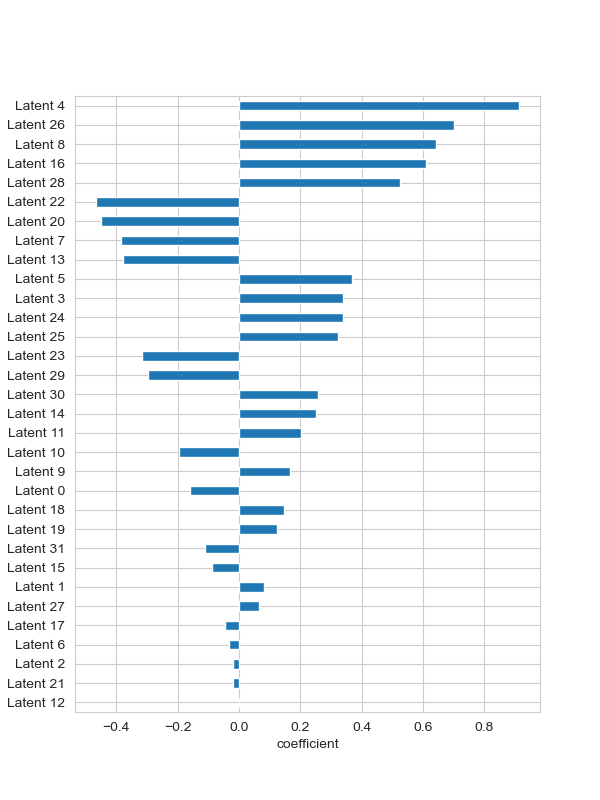 Latent 4
Latent 26
Latent 8
Latent 16
Latent 28
Latent 22
Latent 20
Latent 7
Latent 13
Latent 5
Latent 3
Latent 24
Latent 25
Latent 23
Latent 29
Latent 30
Latent 14
Latent 11
Latent 10
Latent 9
Latent 0
Latent 18
Latent 19
Latent 31
Latent 15
Latent 1
Latent 27
Latent 17
Latent 6
Latent 2
Latent 21
Latent 12
−0.4 −0.2 0.0 0.2 0.4 0.6 0.8
coefficient